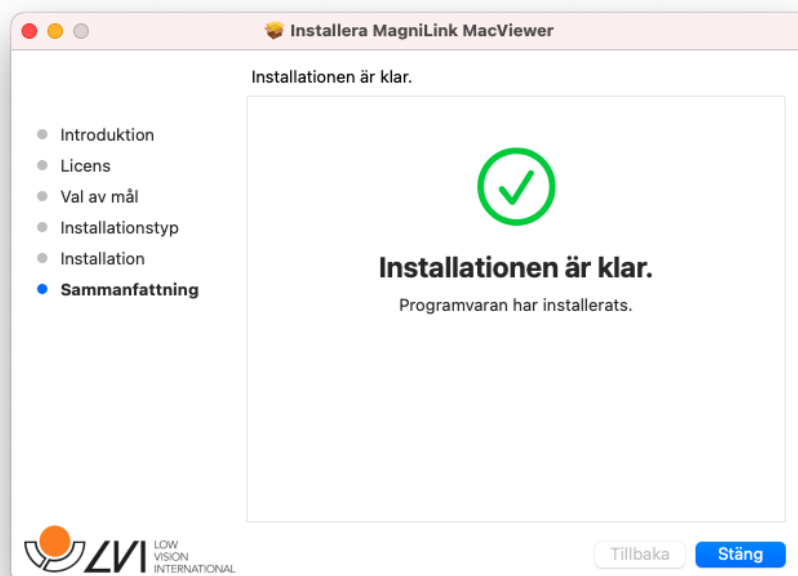 Installera MagniLink MacViewer
Installationen är klar.
Introduktion
Licens
Val av mål
Installationstyp
Installation
Sammanfattning
Installationen är klar.
Programvaran har installerats.
LVI
LOW
VISION
INTERNATIONAL
Tillbaka
Stäng